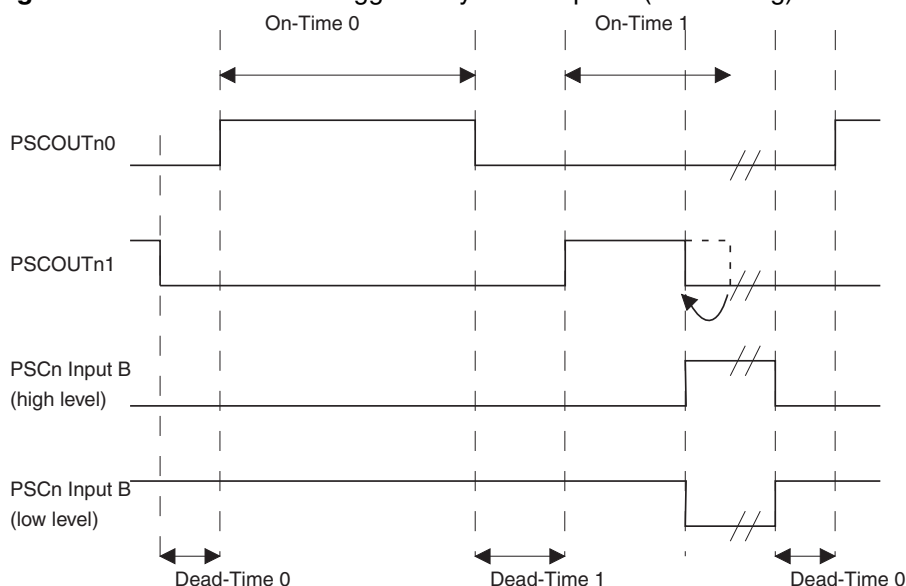 On-Time 0
On-Time 1
PSCOUTn0
PSCOUTn1
PSCn Input B
(high level)
PSCn Input B
(low level)
Dead-Time 0
Dead-Time 1
Dead-Time 0